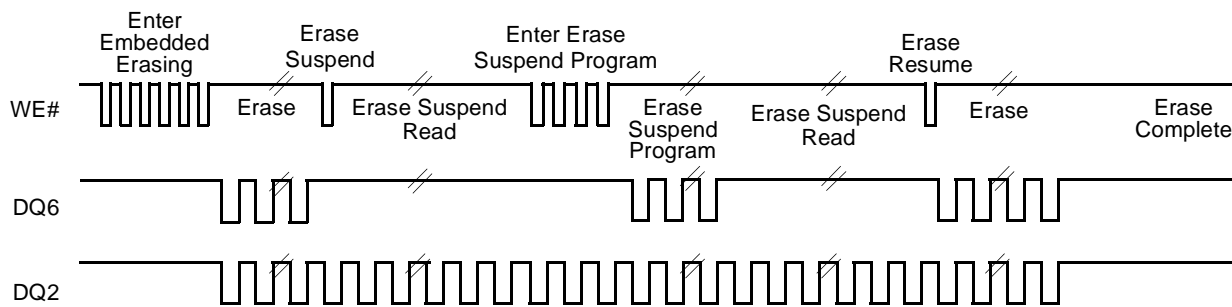 Enter
Embedded
Erasing
Erase
Suspend
Enter Erase
Suspend Program
Erase
Resume
WE#
Erase
Erase Suspend
Read
Erase
Suspend
Program
Erase Suspend
Read
Erase
Erase
Complete
DQ6
DQ2